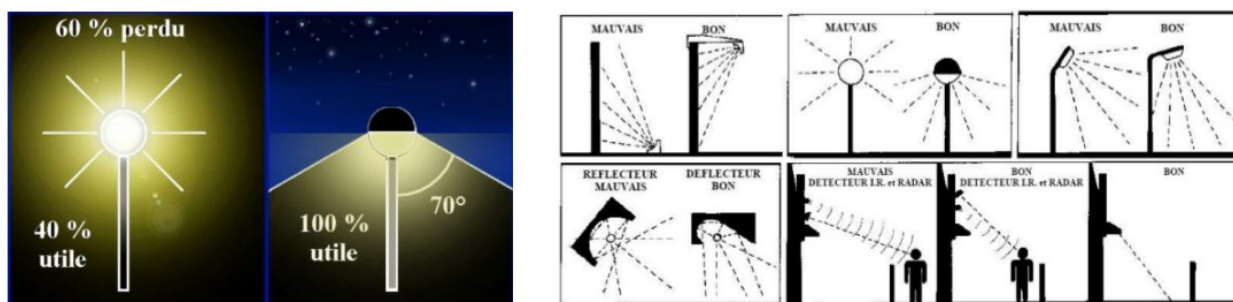 60 % perdu
40 %
utile
100 %
utile
70°
MAUVAIS
BON
MAUVAIS
BON
MAUVAIS
BON
REFLECTEUR
MAUVAIS
DEFLECTEUR
BON
MAUVAIS
DETECTEUR I.R. et RADAR
BON
DETECTEUR I.R. et RADAR
BON